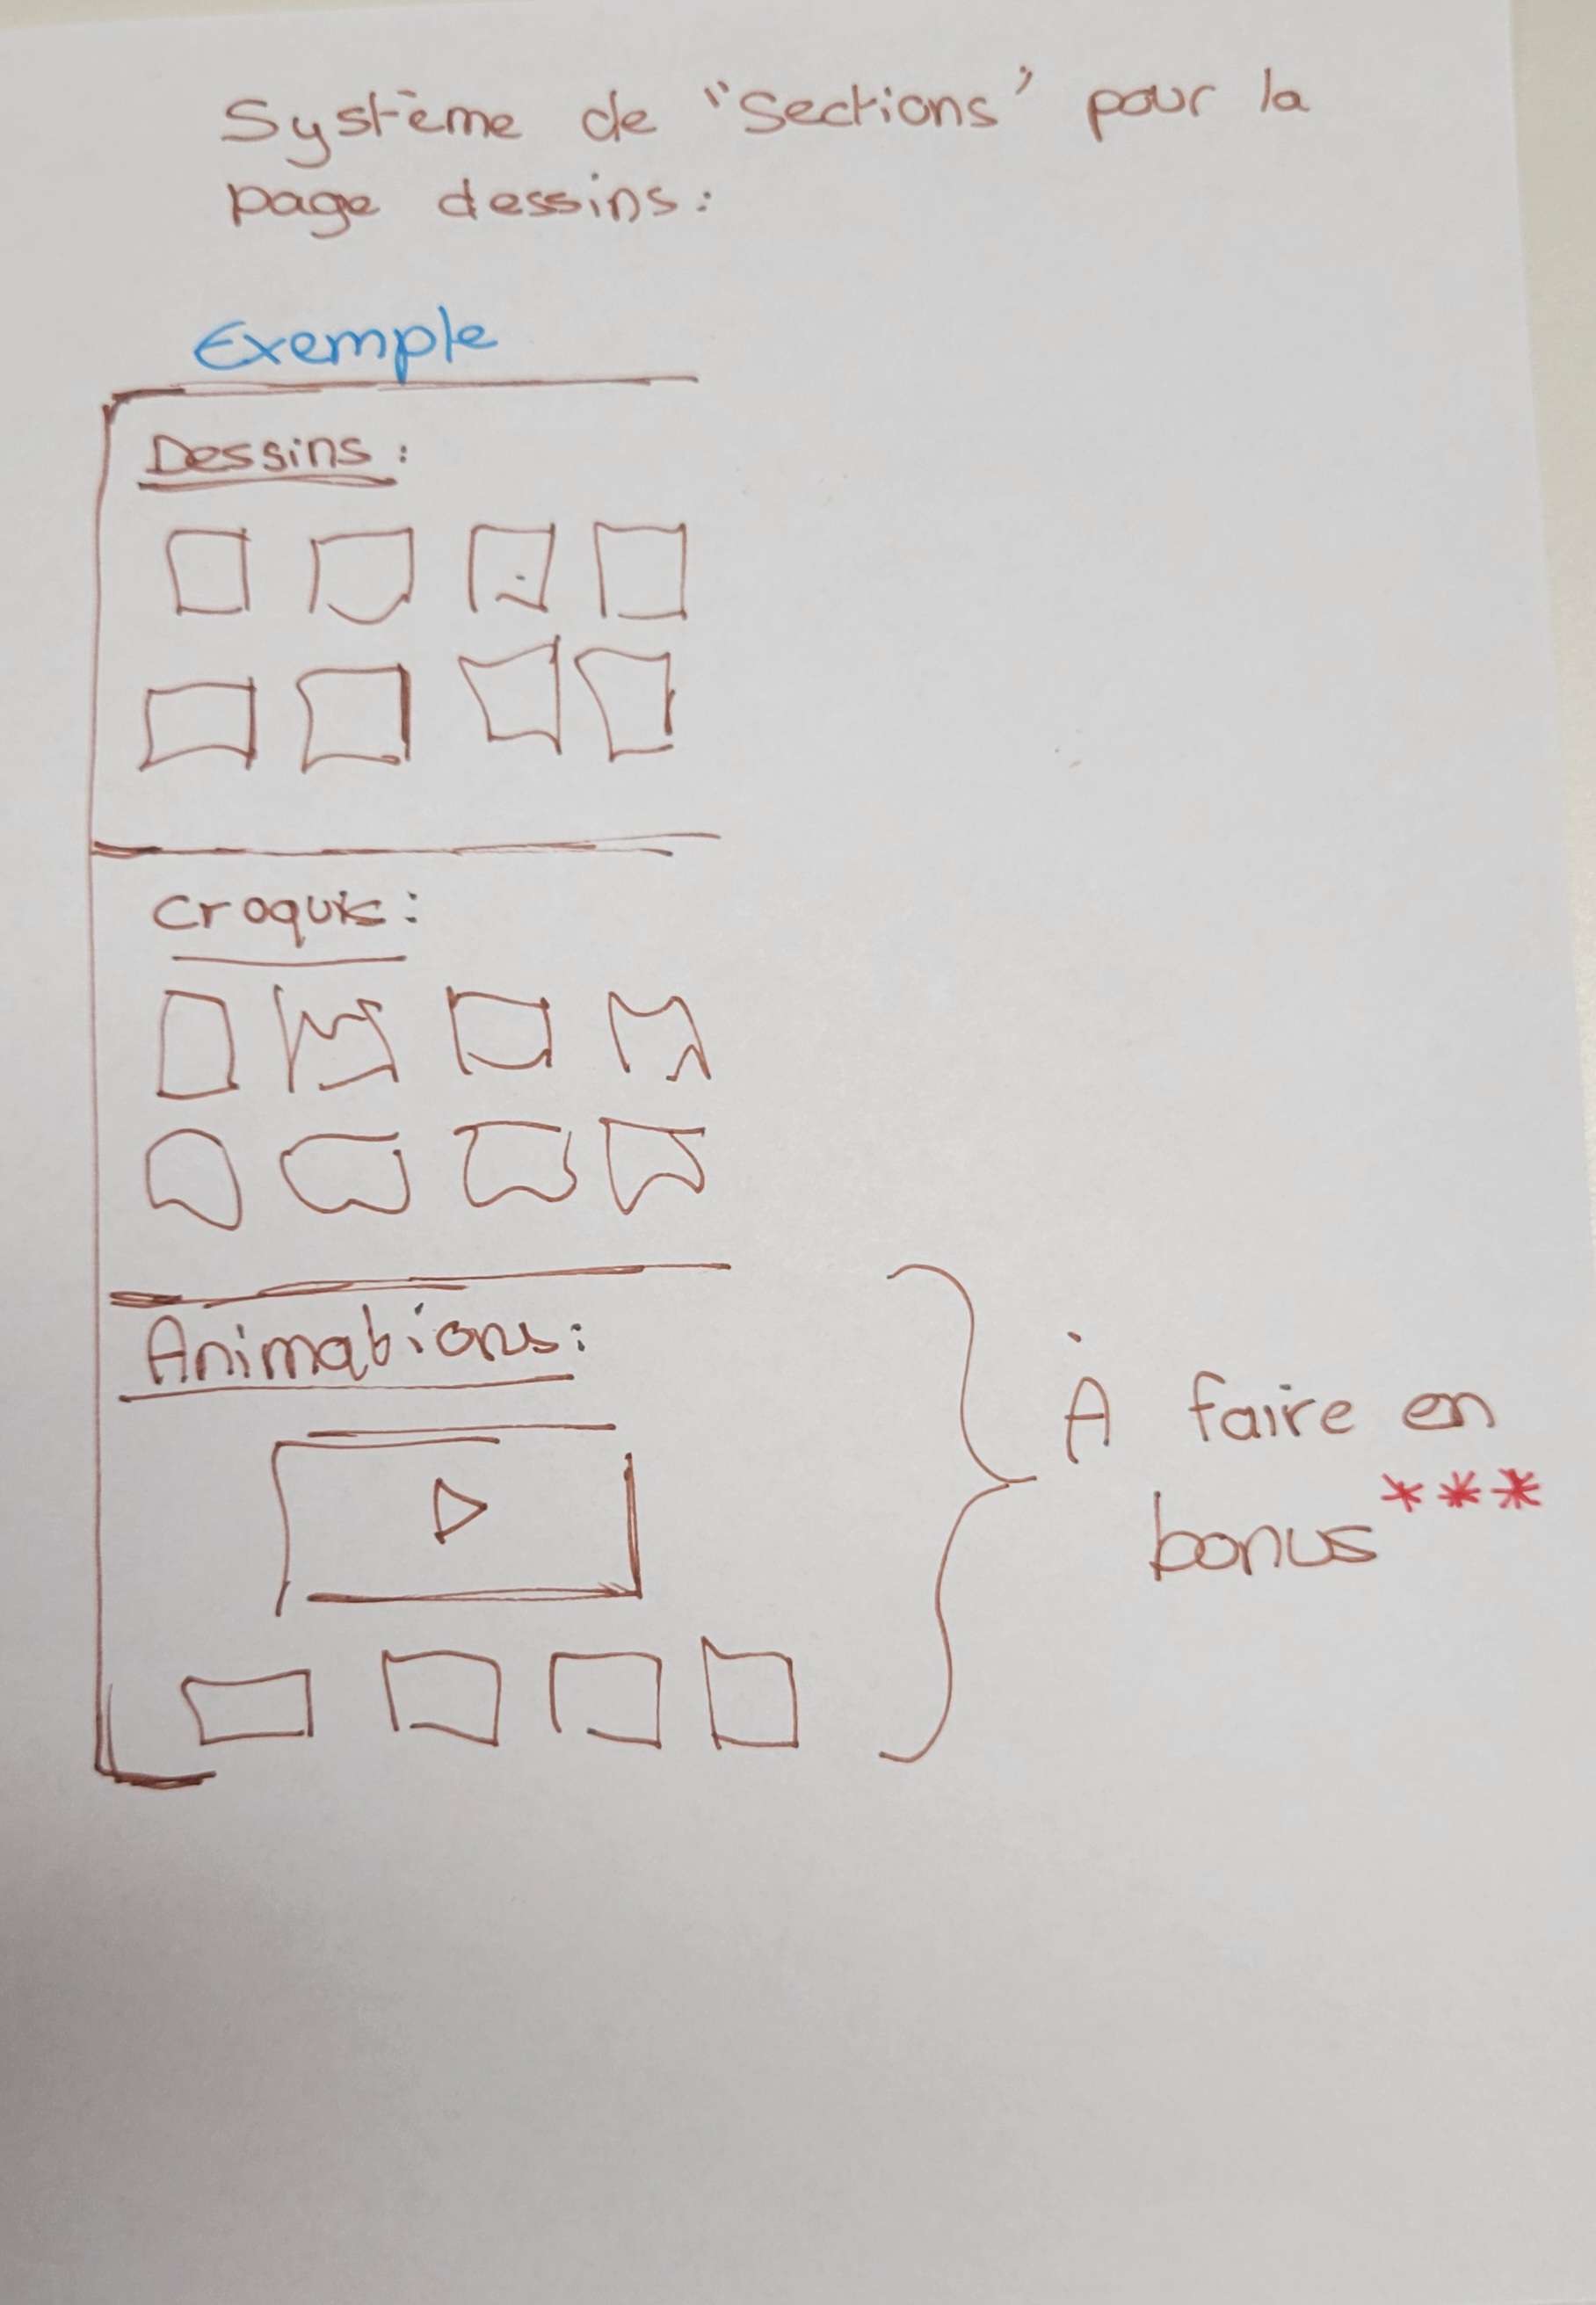 Système de "Sections" pour la
page dessins:
Exemple
Dessins:
Croquis:
Animations:
À faire en
bonus***